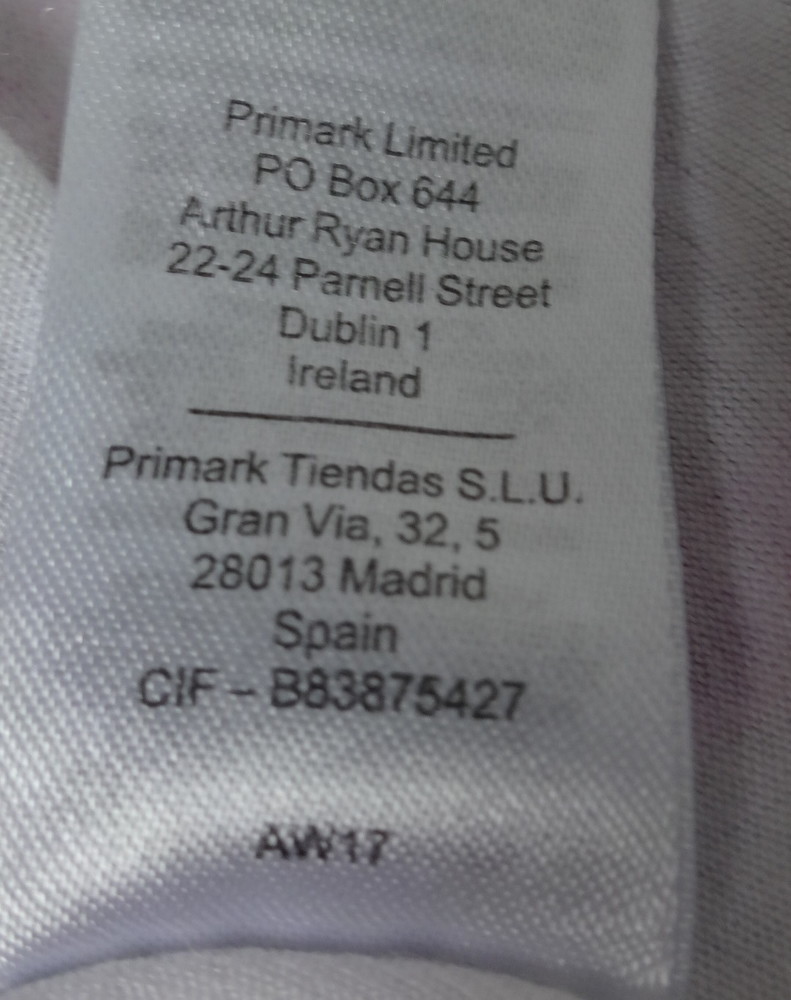 Primark Limited
PO Box 644
Arthur Ryan House
22-24 Parnell Street
Dublin 1
Ireland
Primark Tiendas S.L.U.
Gran Via, 32, 5
28013 Madrid
Spain
CIF – B83875427
AW17